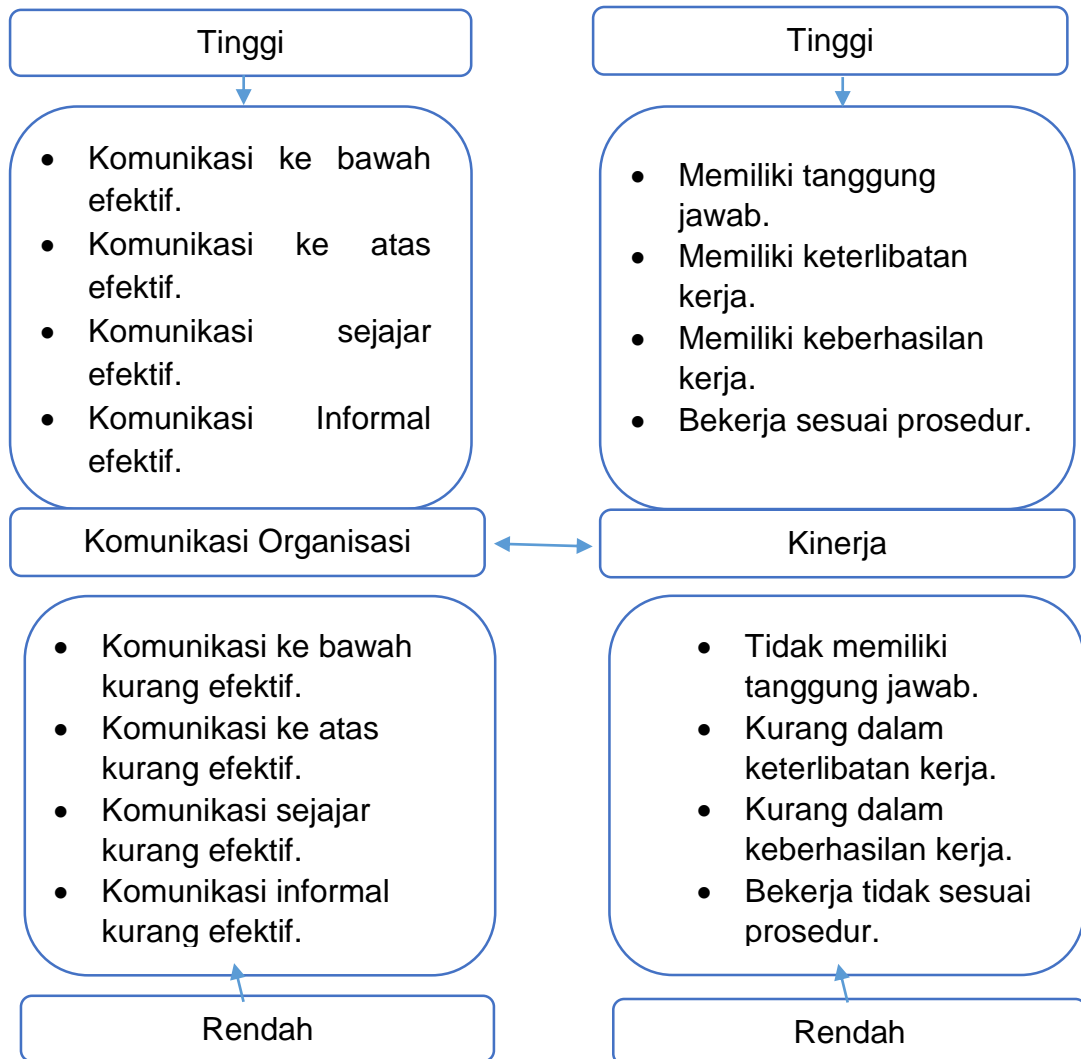 Tinggi
• Komunikasi ke bawah
efektif.
• Komunikasi ke atas
efektif.
• Komunikasi sejajar
efektif.
• Komunikasi Informal
efektif.
Komunikasi Organisasi
• Komunikasi ke bawah
kurang efektif.
• Komunikasi ke atas
kurang efektif.
• Komunikasi sejajar
kurang efektif.
• Komunikasi informal
kurang efektif.
Rendah
Tinggi
• Memiliki tanggung
jawab.
• Memiliki keterlibatan
kerja.
• Memiliki keberhasilan
kerja.
• Bekerja sesuai prosedur.
Kinerja
• Tidak memiliki
tanggung jawab.
• Kurang dalam
keterlibatan kerja.
• Kurang dalam
keberhasilan kerja.
• Bekerja tidak sesuai
prosedur.
Rendah